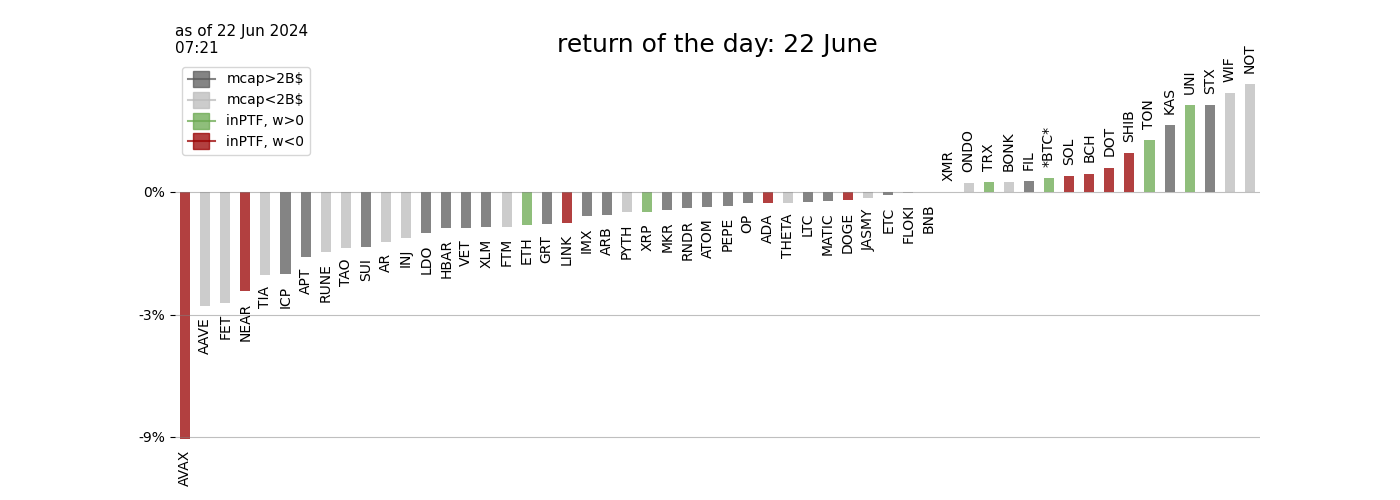 as of 22 Jun 2024
07:21
return of the day: 22 June
mcap>2B$
mcap<2B$
inPTF, w>0
inPTF, w<0
0%
-3%
-9%
AVAX
AAVE
FET
NEAR
TIA
ICP
APT
RUNE
TAO
SUI
AR
INJ
LDO
HBAR
VET
XLM
FTM
ETH
GRT
LINK
IMX
ARB
PYTH
XRP
MKR
RNDR
ATOM
PEPE
OP
ADA
THETA
LTC
MATIC
DOGE
JASMY
ETC
FLOKI
BNB
XMR
ONDO
TRX
BONK
FIL
*BTC*
SOL
BCH
DOT
SHIB
TON
KAS
UNI
STX
WIF
NOT